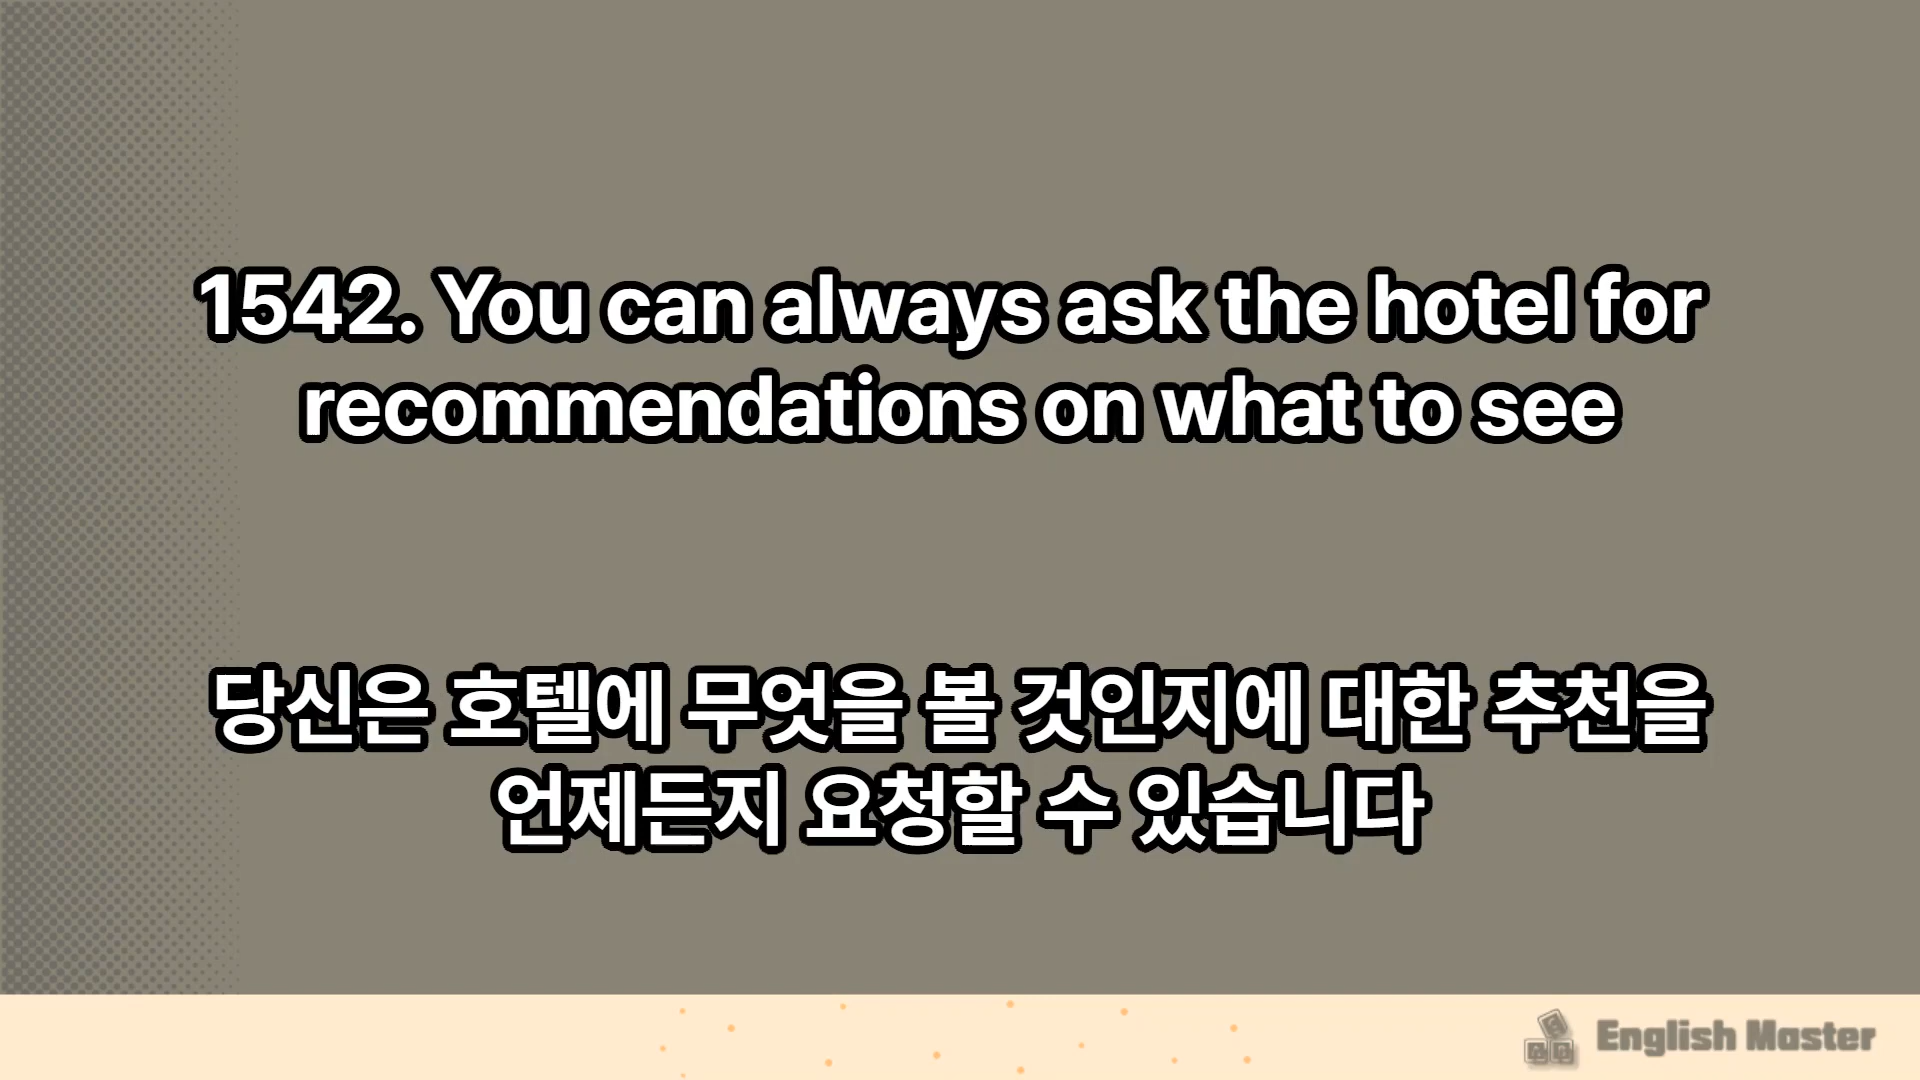 1542. You can always ask the hotel for
recommendations on what to see
당신은 호텔에 무엇을 볼 것인지에 대한 추천을
언제든지 요청할 수 있습니다
English Master